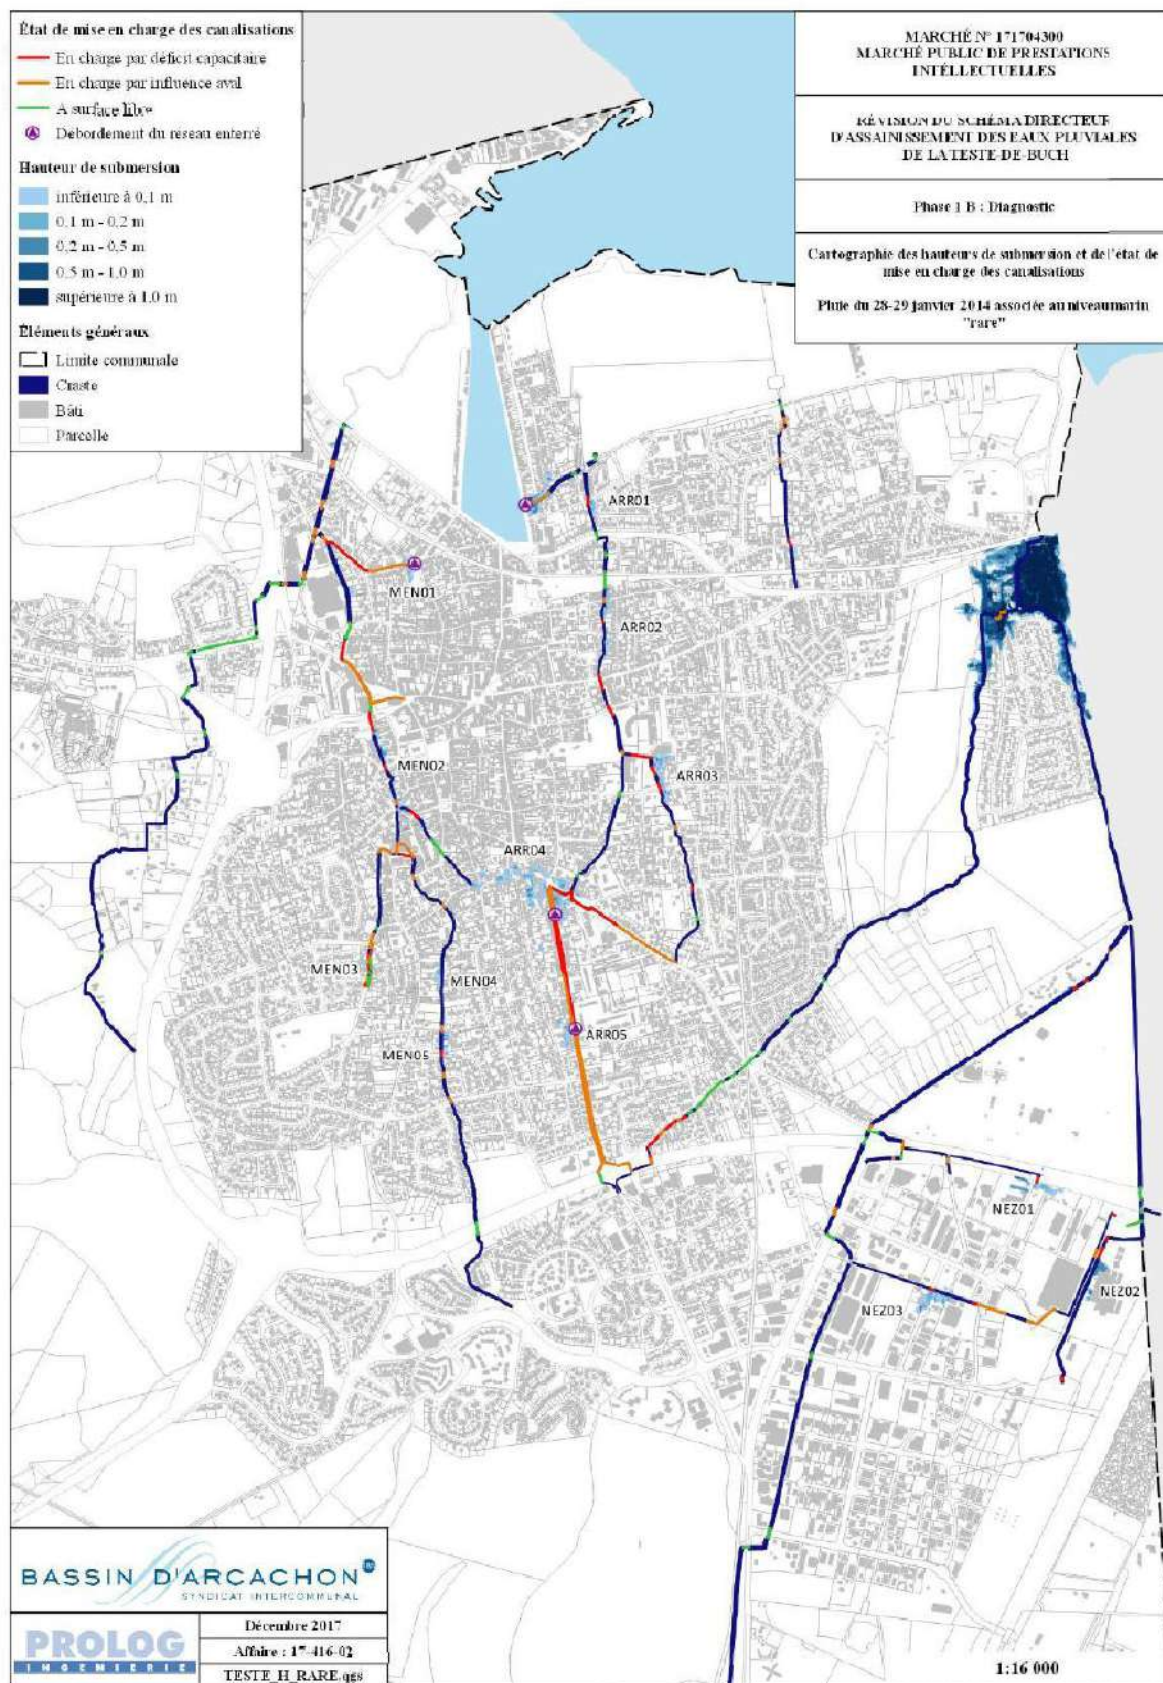 État de mise en charge des canalisations
En charge par déficit capacitaire
En charge par influence aval
A surface libre
Débordement du réseau enterré
Hauteur de submersion
inférieure à 0,1 m
0,1 m - 0,2 m
0,2 m - 0,5 m
0,5 m - 1,0 m
supérieure à 1,0 m
Éléments généraux
Limite communale
Craste
Bâti
Parcelle
MARCHÉ N° 171704300
MARCHÉ PUBLIC DE PRESTATIONS
INTÉLLECTUELLES
RÉVISION DU SCHÉMA DIRECTEUR
D'ASSAINISSEMENT DES EAUX PLUVIALES
DE LA TESTE-DE-BUCH
Phase 1 B : Diagnostic
Cartographie des hauteurs de submersion et de l'état de
mise en charge des canalisations
Pluie du 28-29 janvier 2014 associée au niveau marin
"rare"
ARR01
MEN01
ARR02
MEN02
ARR03
ARR04
MEN03
MEN04
ARR05
MEN05
NEZ01
NEZ02
NEZ03
BASSIN D'ARCACHON
SYNDICAT INTERCOMMUNAL
PROLOG
INGENIERIE
Décembre 2017
Affaire : 17-416-02
TESTE_H_RARE.qgs
1:16 000